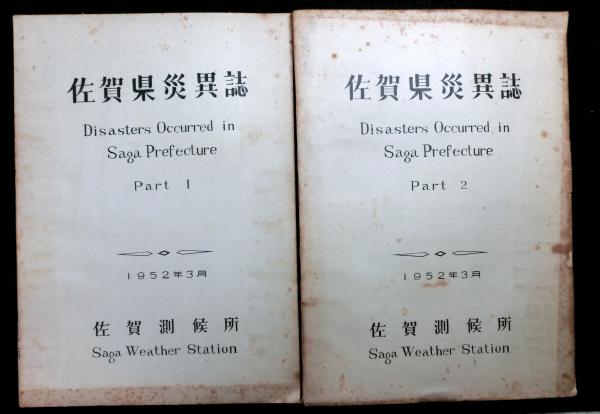 佐賀県災異誌
Disasters Occurred in
Saga Prefecture
Part 1
1952年3月
佐賀測候所
Saga Weather Station
佐賀県災異誌
Disasters Occurred in
Saga Prefecture
Part 2
1952年3月
佐賀測候所
Saga Weather Station